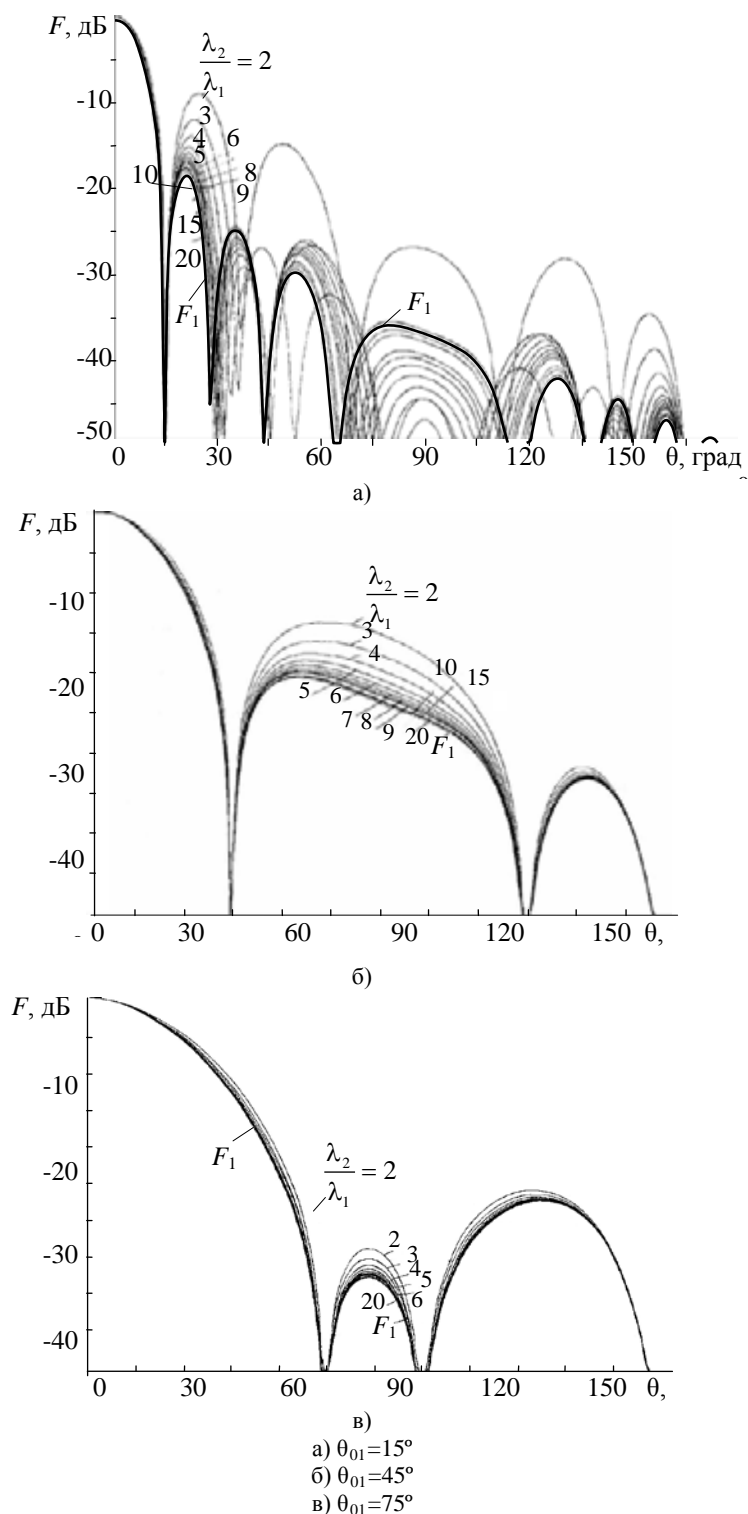 F, дБ
λ₂/λ₁ = 2
-10
3
4
6
5
10
8
-20
9
15
20
F₁
F₁
-30
-40
-50
0 30 60 90 120 150 θ, град
а)
F, дБ
λ₂/λ₁ = 2
-10
3
4
10
15
-20
5
6
7
8
9
20
F₁
-30
-40
0 30 60 90 120 150 θ,
б)
F, дБ
-10
F₁
λ₂/λ₁ = 2
-20
2
3
-30
4
5
20
6
F₁
-40
0 30 60 90 120 150 θ,
в)
а) θ₀₁=15º
б) θ₀₁=45º
в) θ₀₁=75º